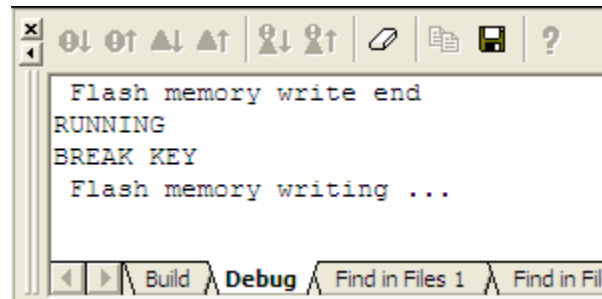 Flash memory write end
RUNNING
BREAK KEY
Flash memory writing ...
Build Debug Find in Files 1 Find in Fil